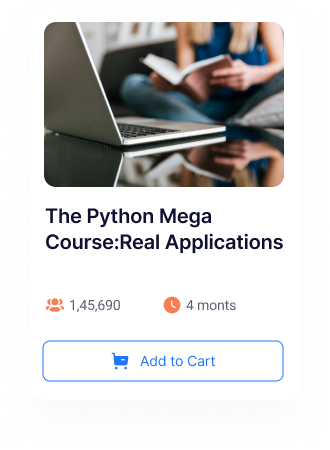 The Python Mega
Course:Real Applications
1,45,690
4 monts
Add to Cart